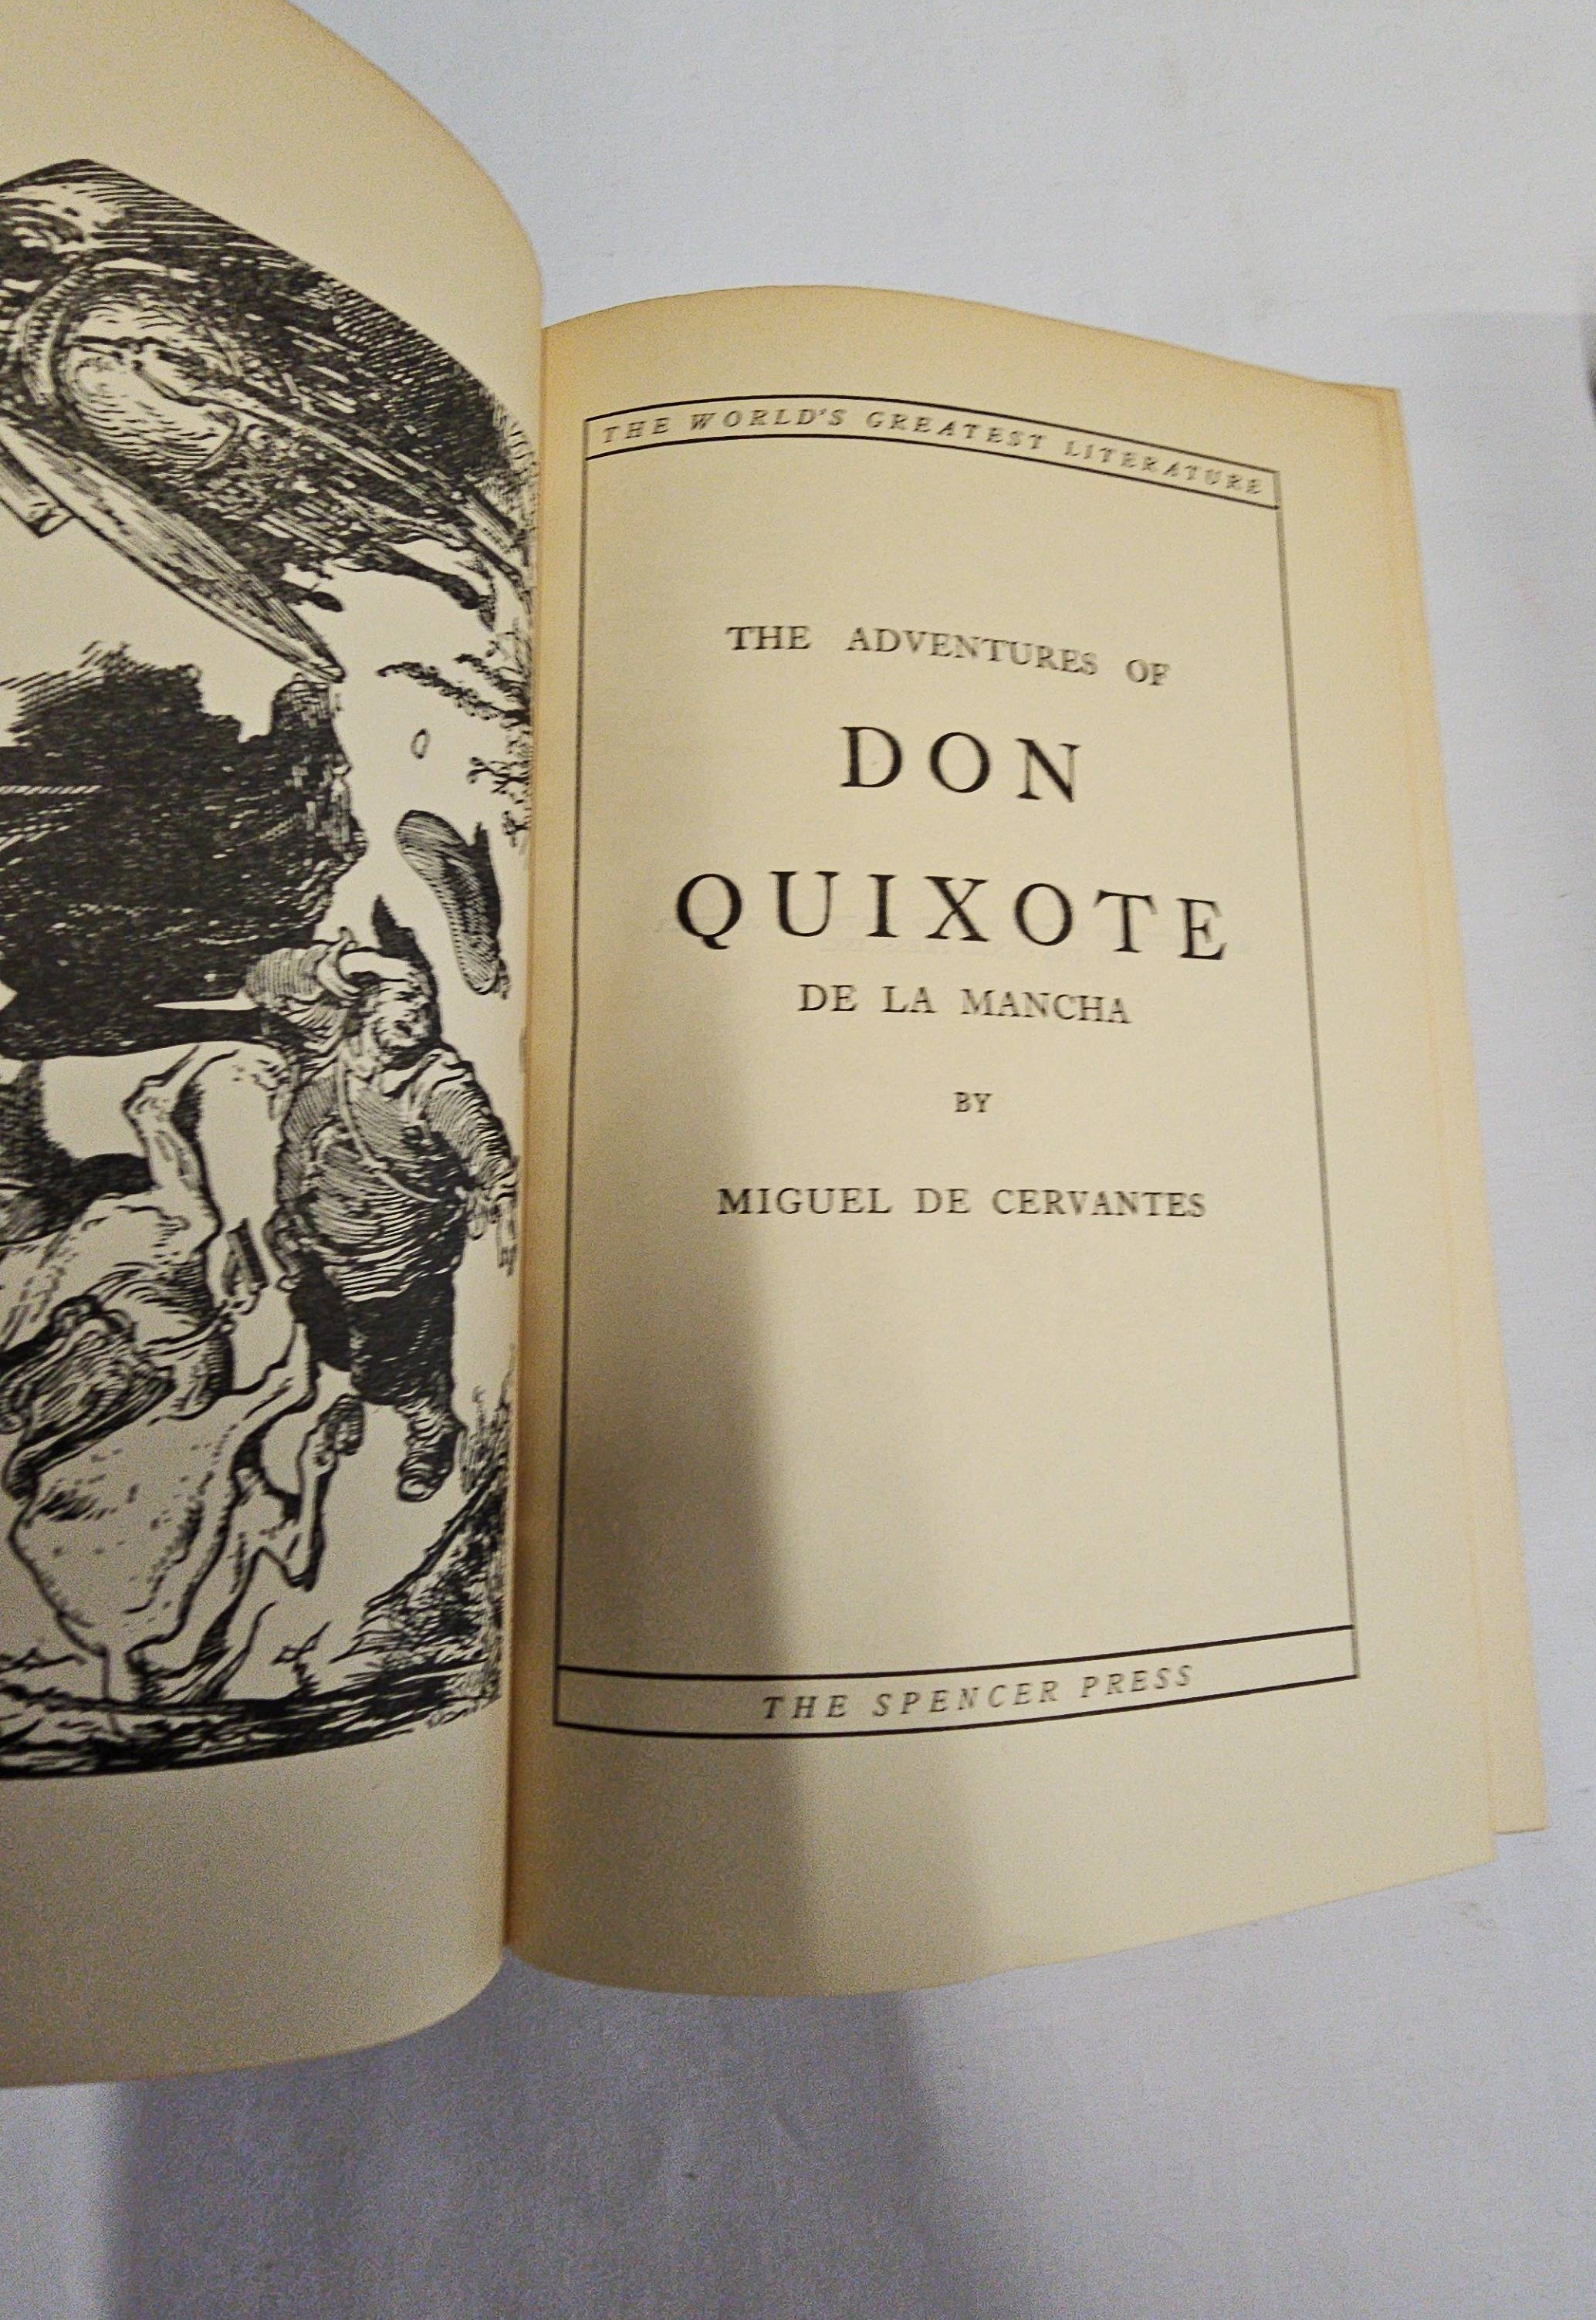 THE WORLD'S GREATEST LITERATURE
THE ADVENTURES OF
DON
QUIXOTE
DE LA MANCHA
BY
MIGUEL DE CERVANTES
THE SPENCER PRESS